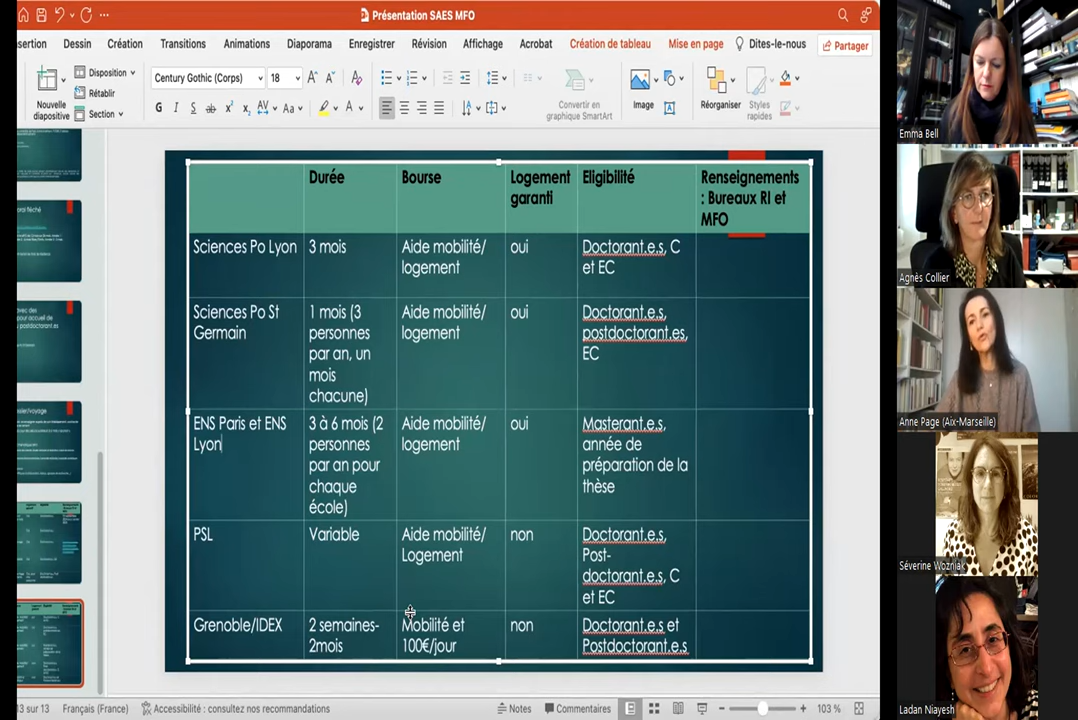 Présentation SAES MFO
sertion Dessin Création Transitions Animations Diaporama Enregistrer Révision Affichage Acrobat Création de tableau Mise en page Dites-le-nous Partager
Nouvelle diapositive
Disposition
Rétablir
Section
Century Gothic (Corps) 18
Convertir en graphique SmartArt
Image
Réorganiser
Styles rapides
Durée Bourse Logement garanti Eligibilité Renseignements : Bureaux RI et MFO
Sciences Po Lyon 3 mois Aide mobilité/ logement oui Doctorant.e.s, C et EC
Sciences Po St Germain 1 mois (3 personnes par an, un mois chacune) Aide mobilité/ logement oui Doctorant.e.s, postdoctorant.es, EC
ENS Paris et ENS Lyon 3 à 6 mois (2 personnes par an pour chaque école) Aide mobilité/ logement oui Masterant.e.s, année de préparation de la thèse
PSL Variable Aide mobilité/ Logement non Doctorant.e.s, Post-doctorant.e.s, C et EC
Grenoble/IDEX 2 semaines-2mois Mobilité et 100€/jour non Doctorant.e.s et Postdoctorant.e.s
13 sur 13 Français (France) Accessibilité : consultez nos recommandations Notes Commentaires 103 %
Emma Bell
Agnès Collier
Anne Page (Aix-Marseille)
Séverine Wozniak
Ladan Niayesh